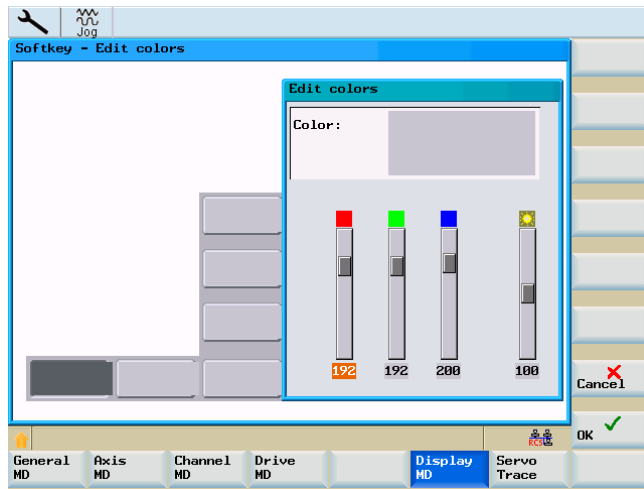 Jog
Softkey - Edit colors
Edit colors
Color:
192 192 200 100
Cancel
OK
RCS
General MD
Axis MD
Channel MD
Drive MD
Display MD
Servo Trace